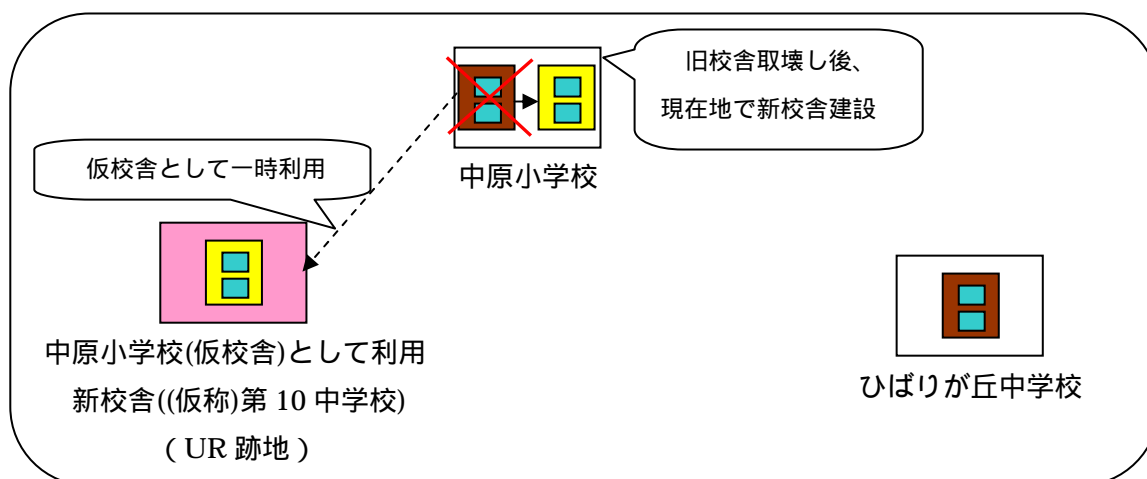 旧校舎取壊し後、
現在地で新校舎建設
中原小学校
仮校舎として一時利用
中原小学校(仮校舎)として利用
新校舎((仮称)第 10 中学校)
( UR 跡地 )
ひばりが丘中学校